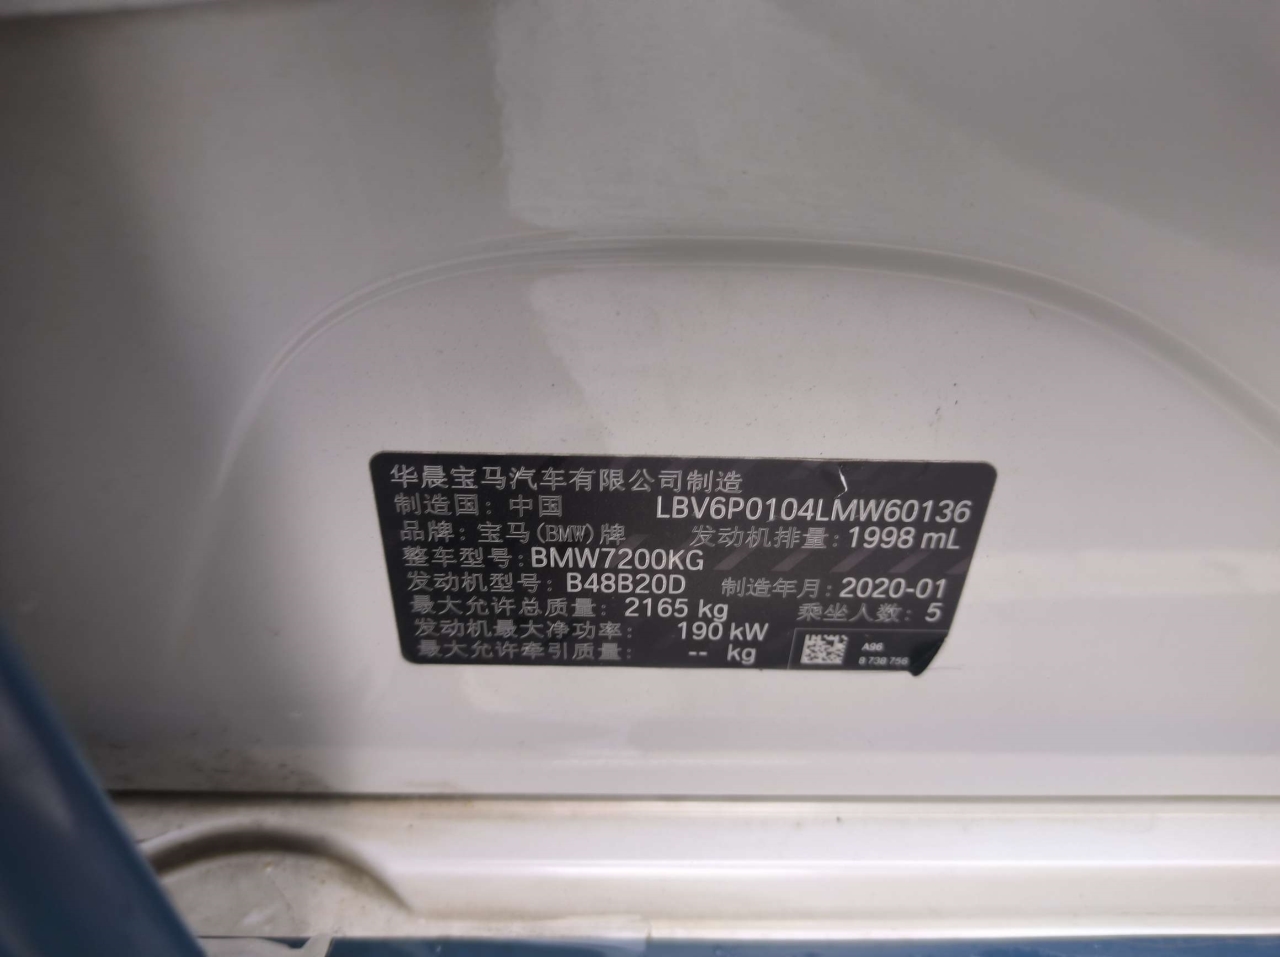 华晨宝马汽车有限公司制造
制造国：中国 LBV6P0104LMW60136
品牌：宝马(BMW)牌 发动机排量：1998 mL
整车型号：BMW7200KG
发动机型号：B48B20D 制造年月：2020-01
最大允许总质量：2165 kg 乘坐人数：5
发动机最大净功率：190 kW
最大允许牵引质量：-- kg
A96
8 738 756